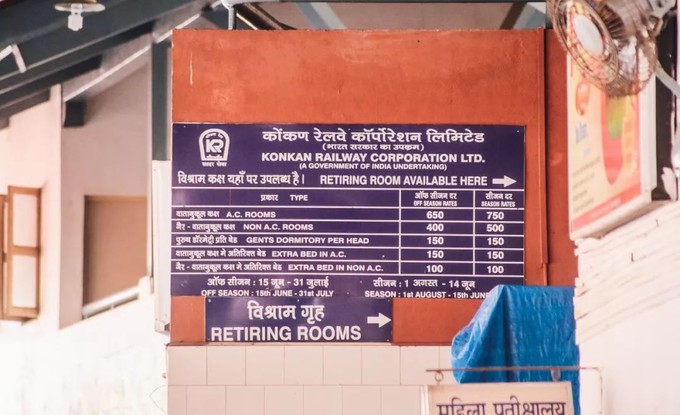 कोंकण रेलवे कॉर्पोरेशन लिमिटेड
(भारत सरकार का उपक्रम)
KONKAN RAILWAY CORPORATION LTD.
(A GOVERNMENT OF INDIA UNDERTAKING)
KR
विश्राम कक्ष यहाँ पर उपलब्ध है। RETIRING ROOM AVAILABLE HERE →
प्रकार TYPE ऑफ सीजन दर OFF SEASON RATES सीजन दर SEASON RATES
वातानुकूल कक्ष A.C. ROOMS 650 750
गैर - वातानुकूल कक्ष NON A.C. ROOMS 400 500
पुरुष डॉरमेट्री प्रति बेड GENTS DORMITORY PER HEAD 150 150
वातानुकूल कक्ष मे अतिरिक्त बेड EXTRA BED IN A.C. 150 150
गैर - वातानुकूल कक्ष मे अतिरिक्त बेड EXTRA BED IN NON A.C. 100 100
ऑफ सीजन : 15 जून - 31 जुलाई सीजन : 1 अगस्त - 14 जून
OFF SEASON : 15TH JUNE - 31ST JULY SEASON : 1ST AUGUST - 15TH JUNE
विश्राम गृह
RETIRING ROOMS →
महिला प्रतीक्षालय